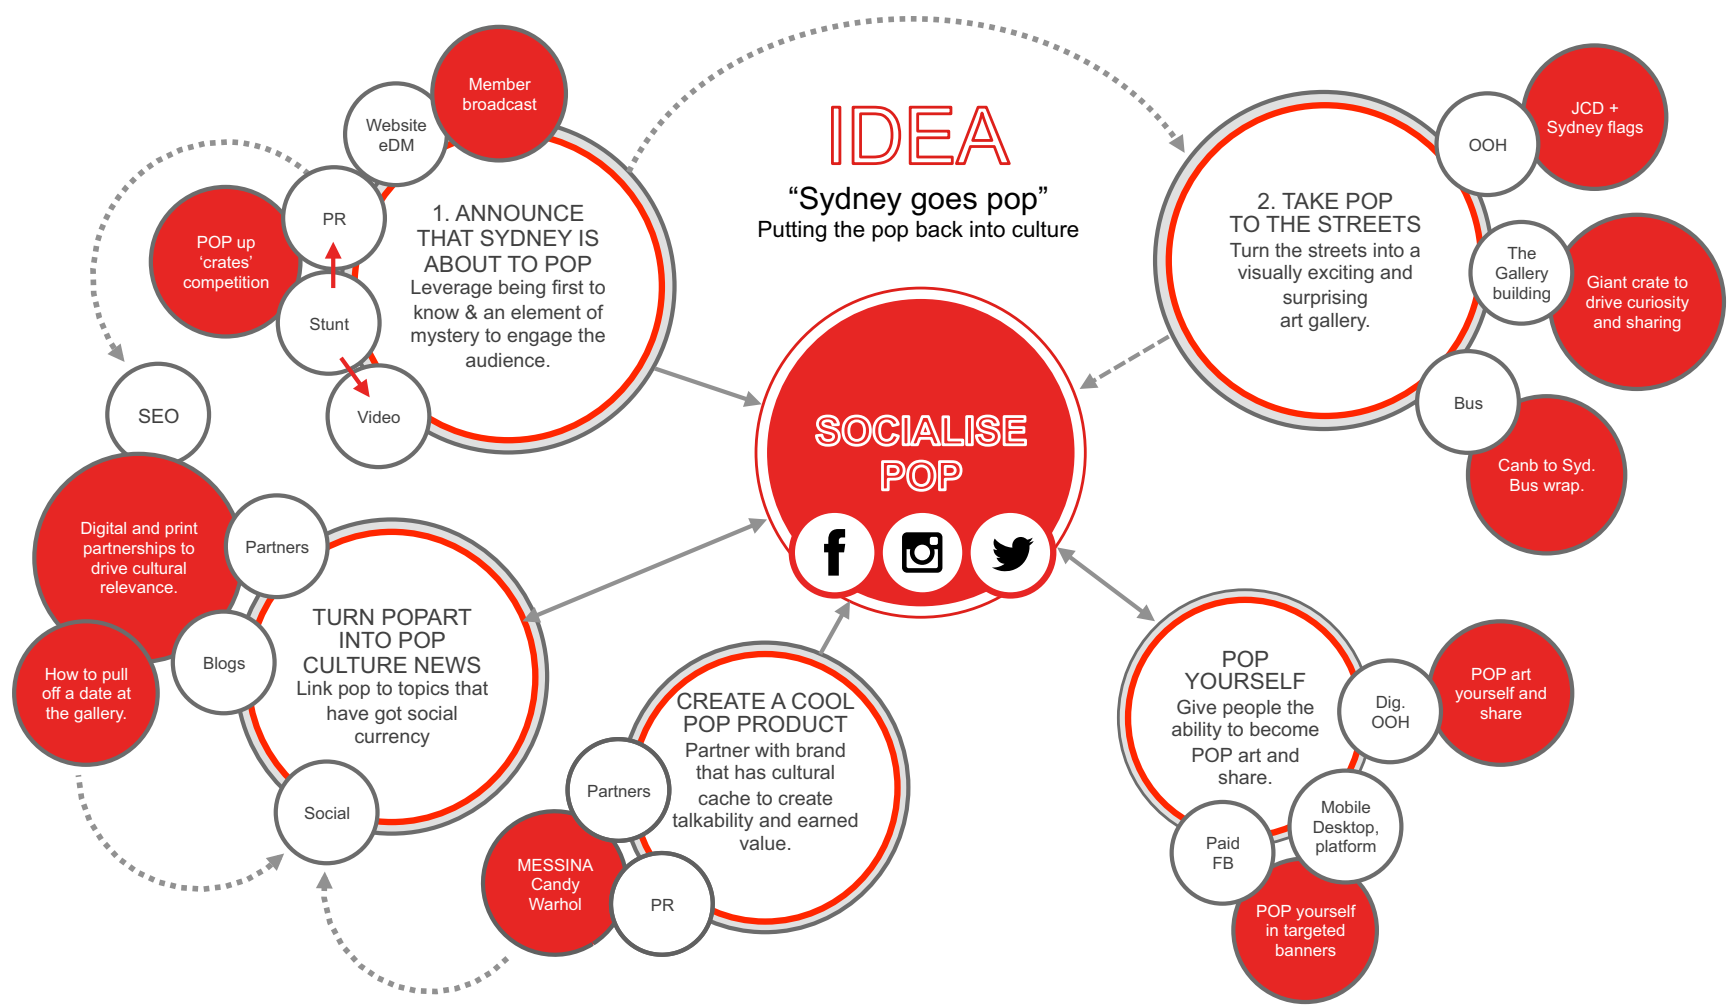 IDEA
“Sydney goes pop”
Putting the pop back into culture
Member
broadcast
Website
eDM
PR
POP up
‘crates’
competition
Stunt
Video
1. ANNOUNCE
THAT SYDNEY IS
ABOUT TO POP
Leverage being first to
know & an element of
mystery to engage the
audience.
SEO
2. TAKE POP
TO THE STREETS
Turn the streets into a
visually exciting and
surprising
art gallery.
OOH
JCD +
Sydney flags
The
Gallery
building
Giant crate to
drive curiosity
and sharing
Bus
Canb to Syd.
Bus wrap.
SOCIALISE
POP
Digital and print
partnerships to
drive cultural
relevance.
Partners
Blogs
How to pull
off a date at
the gallery.
TURN POPART
INTO POP
CULTURE NEWS
Link pop to topics that
have got social
currency
Social
CREATE A COOL
POP PRODUCT
Partner with brand
that has cultural
cache to create
talkability and earned
value.
Partners
MESSINA
Candy
Warhol
PR
POP
YOURSELF
Give people the
ability to become
POP art and
share.
Dig.
OOH
POP art
yourself and
share
Mobile
Desktop,
platform
Paid
FB
POP yourself
in targeted
banners